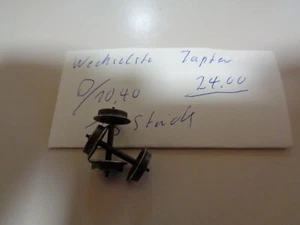 Wechselstr Zapfen
0/10.40 24.00
Stück